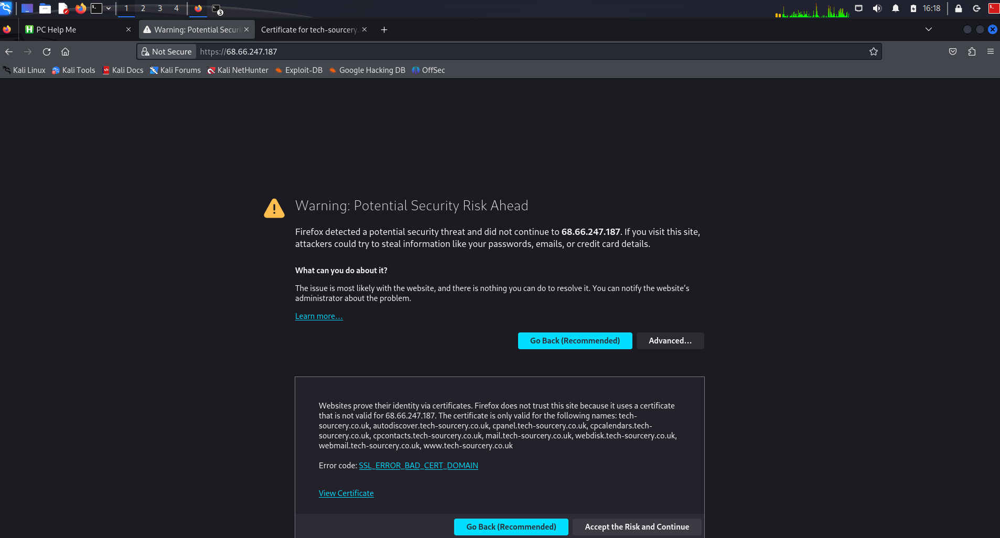 1 2 3 4
3
16:18
PC Help Me
Warning: Potential Securi
Certificate for tech-sourcery.
Not Secure
https://68.66.247.187
Kali Linux
Kali Tools
Kali Docs
Kali Forums
Kali NetHunter
Exploit-DB
Google Hacking DB
OffSec
Warning: Potential Security Risk Ahead
Firefox detected a potential security threat and did not continue to 68.66.247.187. If you visit this site,
attackers could try to steal information like your passwords, emails, or credit card details.
What can you do about it?
The issue is most likely with the website, and there is nothing you can do to resolve it. You can notify the website’s
administrator about the problem.
Learn more…
Go Back (Recommended)
Advanced…
Websites prove their identity via certificates. Firefox does not trust this site because it uses a certificate
that is not valid for 68.66.247.187. The certificate is only valid for the following names: tech-
sourcery.co.uk, autodiscover.tech-sourcery.co.uk, cpanel.tech-sourcery.co.uk, cpcalendars.tech-
sourcery.co.uk, cpcontacts.tech-sourcery.co.uk, mail.tech-sourcery.co.uk, webdisk.tech-sourcery.co.uk,
webmail.tech-sourcery.co.uk, www.tech-sourcery.co.uk
Error code: SSL_ERROR_BAD_CERT_DOMAIN
View Certificate
Go Back (Recommended)
Accept the Risk and Continue